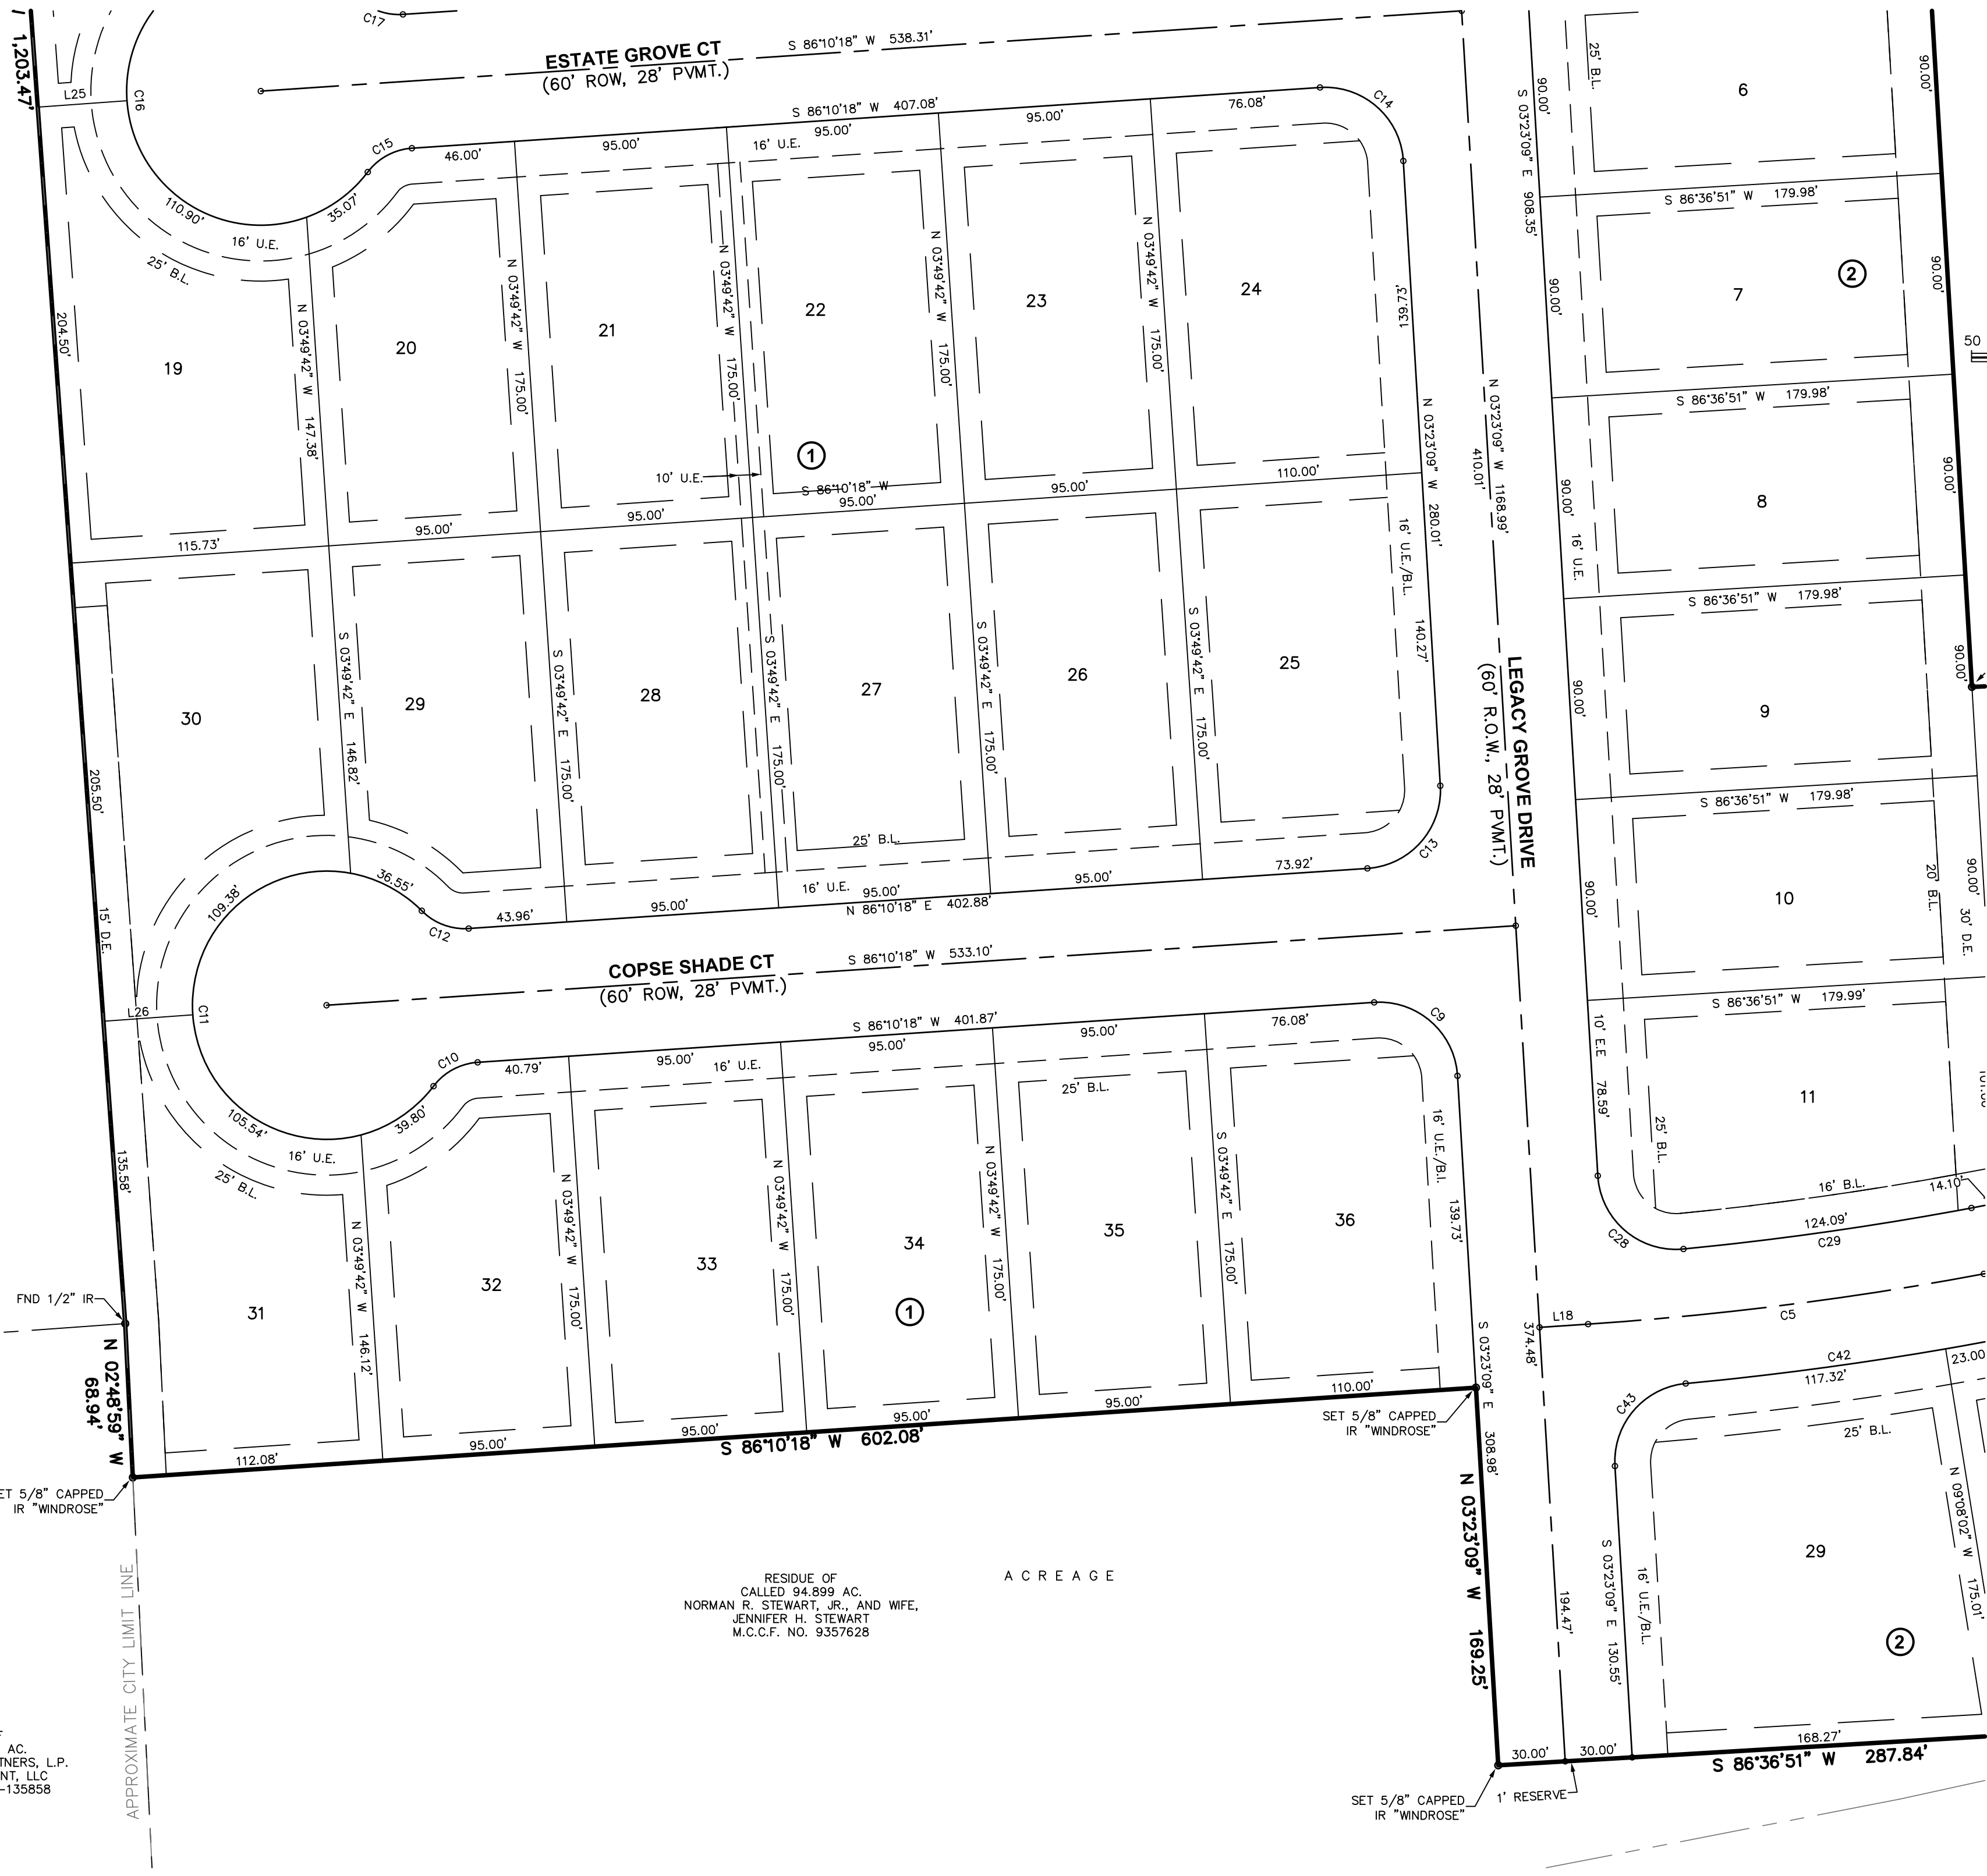 1,203.47'
C17
ESTATE GROVE CT
(60' ROW, 28' PVMT.)
S 86°10'18" W 538.31'
L25
C16
C15
110.90'
35.07'
16' U.E.
25' B.L.
46.00'
95.00'
S 86°10'18" W 407.08'
95.00'
16' U.E.
95.00'
76.08'
C14
204.50'
19
20
21
22
23
24
N 03°49'42" W 147.38'
N 03°49'42" W 175.00'
N 03°49'42" W 175.00'
N 03°49'42" W 175.00'
N 03°49'42" W 175.00'
139.73'
1
10' U.E.
S 86°10'18" W
95.00'
115.73'
95.00'
95.00'
95.00'
110.00'
N 03°23'09" W 280.01'
16' U.E./B.L.
140.27'
N 03°23'09" W 1168.99'
410.01'
LEGACY GROVE DRIVE
(60' R.O.W., 28' PVMT.)
30
29
28
27
26
25
S 03°49'42" E 146.82'
S 03°49'42" E 175.00'
S 03°49'42" E 175.00'
S 03°49'42" E 175.00'
S 03°49'42" E 175.00'
205.50'
15' D.E.
109.38'
36.55'
C12
43.96'
95.00'
25' B.L.
16' U.E.
95.00'
95.00'
73.92'
C13
N 86°10'18" E 402.88'
COPSE SHADE CT
(60' ROW, 28' PVMT.)
S 86°10'18" W 533.10'
L26
C11
C10
105.54'
39.80'
16' U.E.
25' B.L.
40.79'
95.00'
16' U.E.
S 86°10'18" W 401.87'
95.00'
95.00'
25' B.L.
76.08'
C9
135.58'
31
32
33
34
35
36
1
N 03°49'42" W 146.12'
N 03°49'42" W 175.00'
N 03°49'42" W 175.00'
N 03°49'42" W 175.00'
S 03°49'42" E 175.00'
16' U.E./B.l.
139.73'
FND 1/2" IR
N 02°48'59" W
68.94'
112.08'
95.00'
95.00'
95.00'
95.00'
110.00'
S 86°10'18" W 602.08'
SET 5/8" CAPPED
IR "WINDROSE"
ET 5/8" CAPPED
IR "WINDROSE"
S 03°23'09" E 308.98'
N 03°23'09" W 169.25'
374.48'
194.47'
RESIDUE OF
CALLED 94.899 AC.
NORMAN R. STEWART, JR., AND WIFE,
JENNIFER H. STEWART
M.C.C.F. NO. 9357628
ACREAGE
APPROXIMATE CITY LIMIT LINE
AC.
TNERS, L.P.
NT, LLC
-135858
S 03°23'09" E 908.35'
25' B.L.
90.00'
90.00'
90.00'
90.00'
90.00'
90.00'
90.00'
90.00'
90.00'
90.00'
6
S 86°36'51" W 179.98'
7
2
S 86°36'51" W 179.98'
8
16' U.E.
S 86°36'51" W 179.98'
9
S 86°36'51" W 179.98'
10
20' B.L.
90.00'
30' D.E.
S 86°36'51" W 179.99'
10' E.E
78.59'
11
25' B.L.
16' B.L.
14.10'
124.09'
C28
C29
50
L18
C5
C42
117.32'
23.00
C43
25' B.L.
N 09°08'02" W 175.01'
29
2
S 03°23'09" E 130.55'
16' U.E./B.L.
168.27'
30.00'
30.00'
S 86°36'51" W 287.84'
1' RESERVE
SET 5/8" CAPPED
IR "WINDROSE"